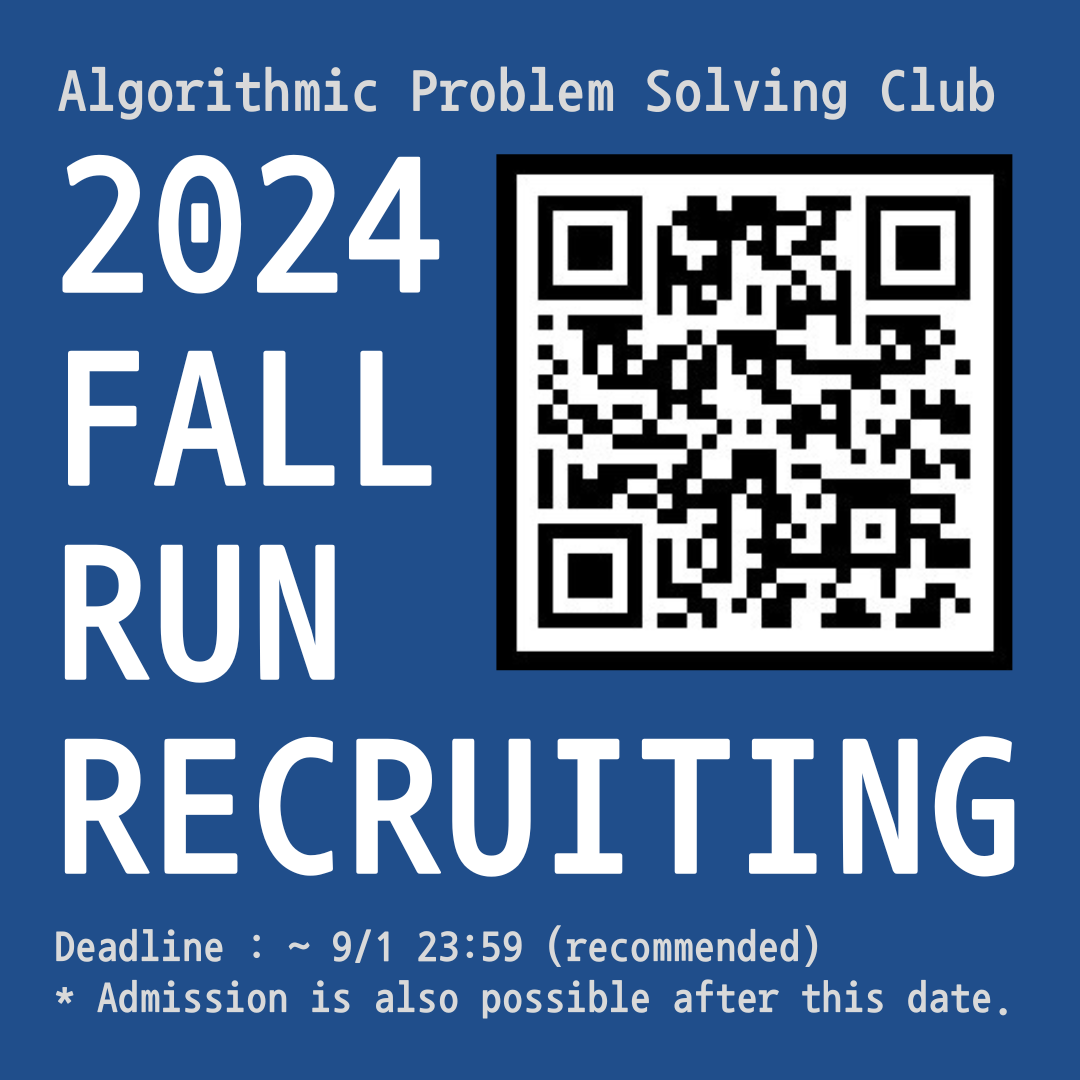 Algorithmic Problem Solving Club
2024
FALL
RUN
RECRUITING
Deadline : ~ 9/1 23:59 (recommended)
* Admission is also possible after this date.